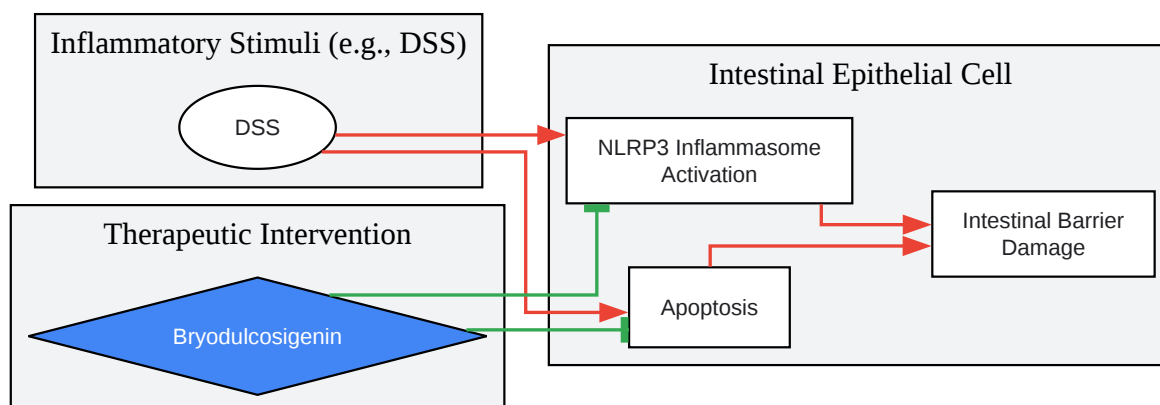 Inflammatory Stimuli (e.g., DSS)
DSS
Therapeutic Intervention
Bryodulcosigenin
Intestinal Epithelial Cell
NLRP3 Inflammasome
Activation
Apoptosis
Intestinal Barrier
Damage